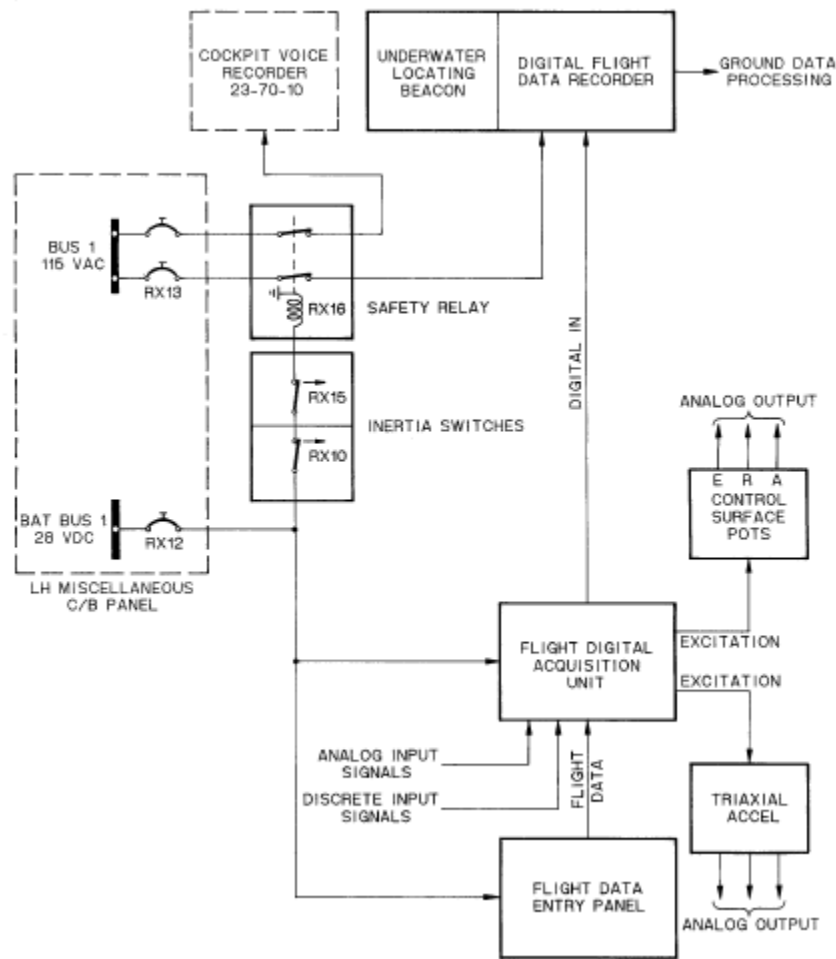 COCKPIT VOICE
RECORDER
23-70-10
UNDERWATER
LOCATING
BEACON
DIGITAL FLIGHT
DATA RECORDER
GROUND DATA
PROCESSING
BUS 1
115 VAC
RX13
RX16
SAFETY RELAY
RX15
INERTIA SWITCHES
RX10
DIGITAL IN
ANALOG OUTPUT
E R A
CONTROL
SURFACE
POTS
BAT BUS 1
28 VDC
RX12
LH MISCELLANEOUS
C/B PANEL
FLIGHT DIGITAL
ACQUISITION
UNIT
EXCITATION
EXCITATION
ANALOG INPUT
SIGNALS
DISCRETE INPUT
SIGNALS
FLIGHT
DATA
TRIAXIAL
ACCEL
FLIGHT DATA
ENTRY PANEL
ANALOG OUTPUT